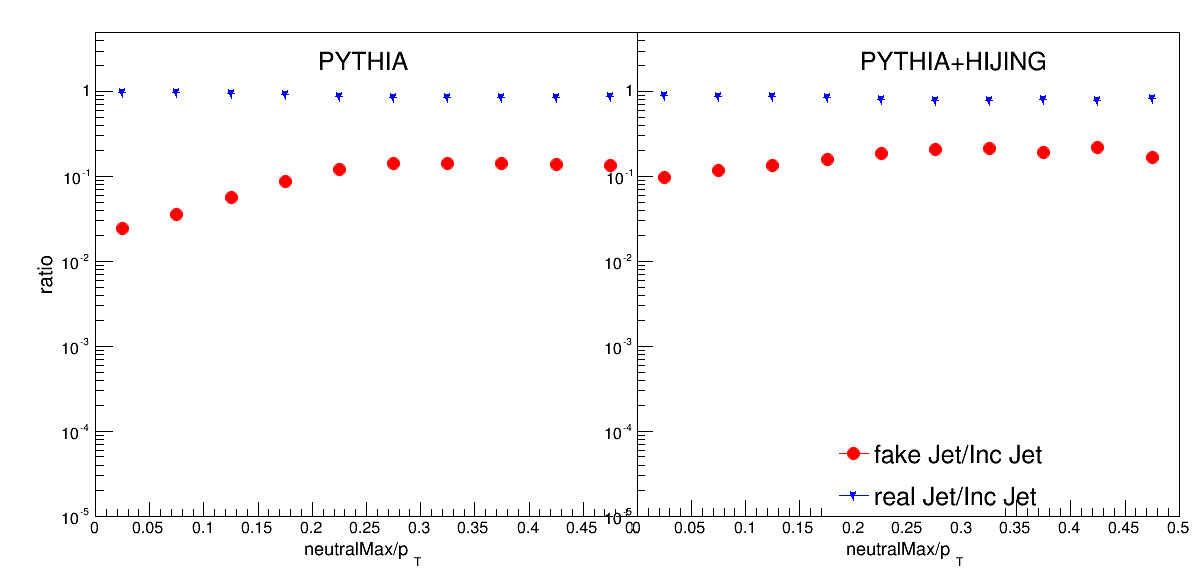 PYTHIA
PYTHIA+HIJING
ratio
1
10-1
10-2
10-3
10-4
10-5
0 0.05 0.1 0.15 0.2 0.25 0.3 0.35 0.4 0.45
neutralMax/p T
1
10-1
10-2
10-3
10-4
10-5
0.05 0.1 0.15 0.2 0.25 0.3 0.35 0.4 0.45 0.5
neutralMax/p T
fake Jet/Inc Jet
real Jet/Inc Jet